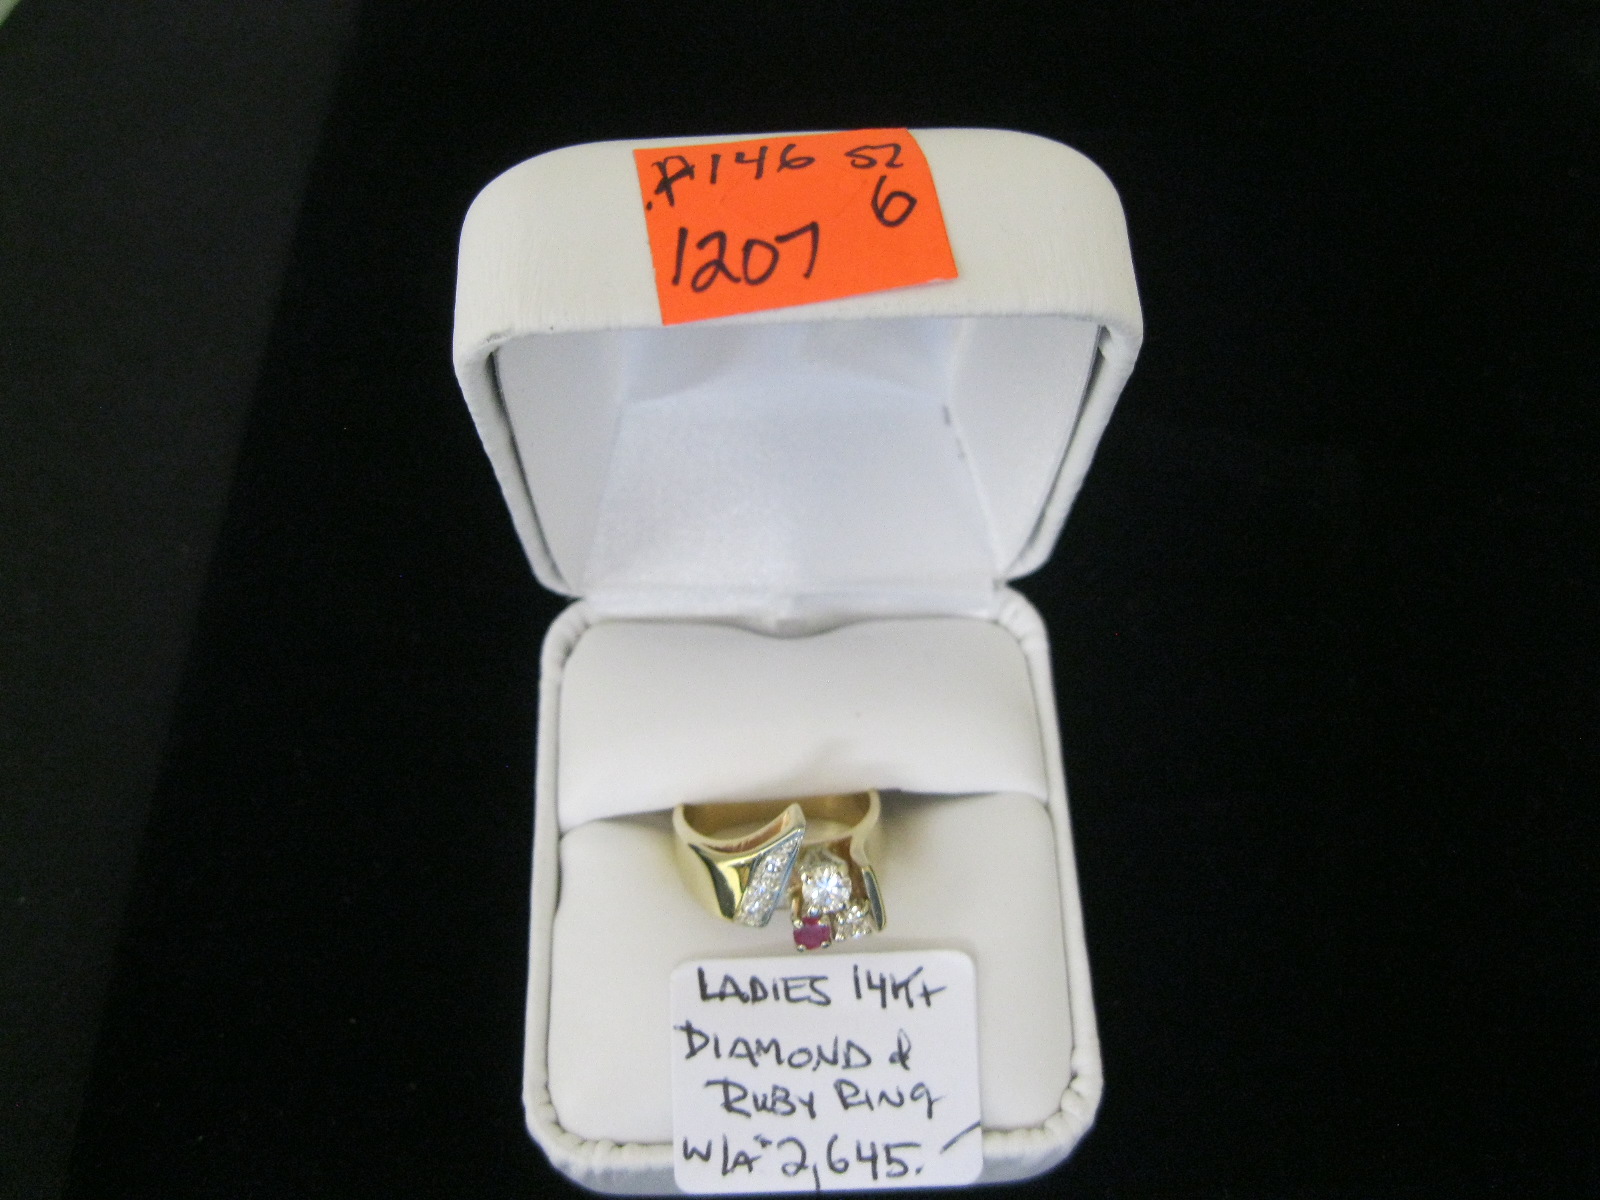 A146 SZ
6
1207
LADIES 14Kt
DIAMOND &
RUBY RING
W/A $2,645.